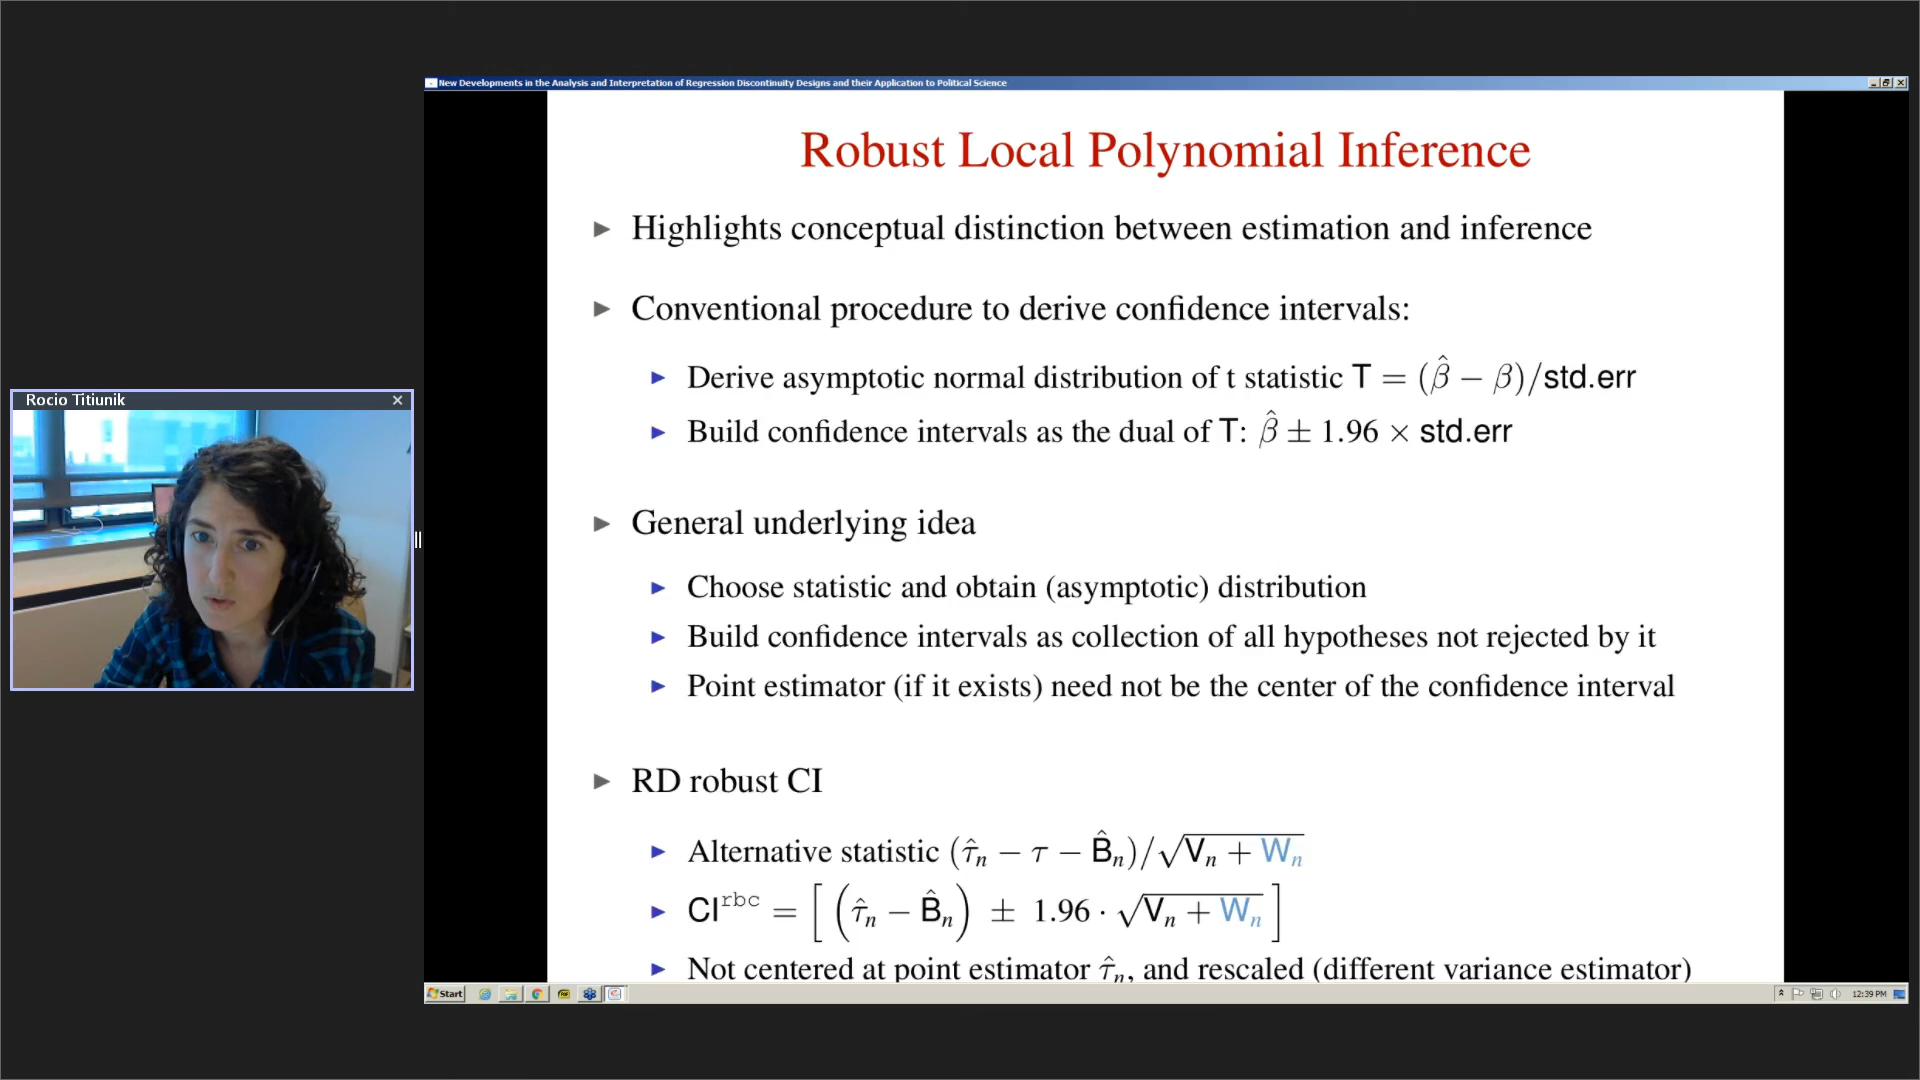 New Developments in the Analysis and Interpretation of Regression Discontinuity Designs and their Application to Political Science
Rocio Titiunik
Robust Local Polynomial Inference
▶ Highlights conceptual distinction between estimation and inference
▶ Conventional procedure to derive confidence intervals:
▶ Derive asymptotic normal distribution of t statistic T = (β̂ − β)/std.err
▶ Build confidence intervals as the dual of T: β̂ ± 1.96 × std.err
▶ General underlying idea
▶ Choose statistic and obtain (asymptotic) distribution
▶ Build confidence intervals as collection of all hypotheses not rejected by it
▶ Point estimator (if it exists) need not be the center of the confidence interval
▶ RD robust CI
▶ Alternative statistic (τ̂ₙ − τ − B̂ₙ)/√(Vₙ + Wₙ)
▶ CI^rbc = [ (τ̂ₙ − B̂ₙ) ± 1.96 · √(Vₙ + Wₙ) ]
▶ Not centered at point estimator τ̂ₙ, and rescaled (different variance estimator)
Start
12:39 PM